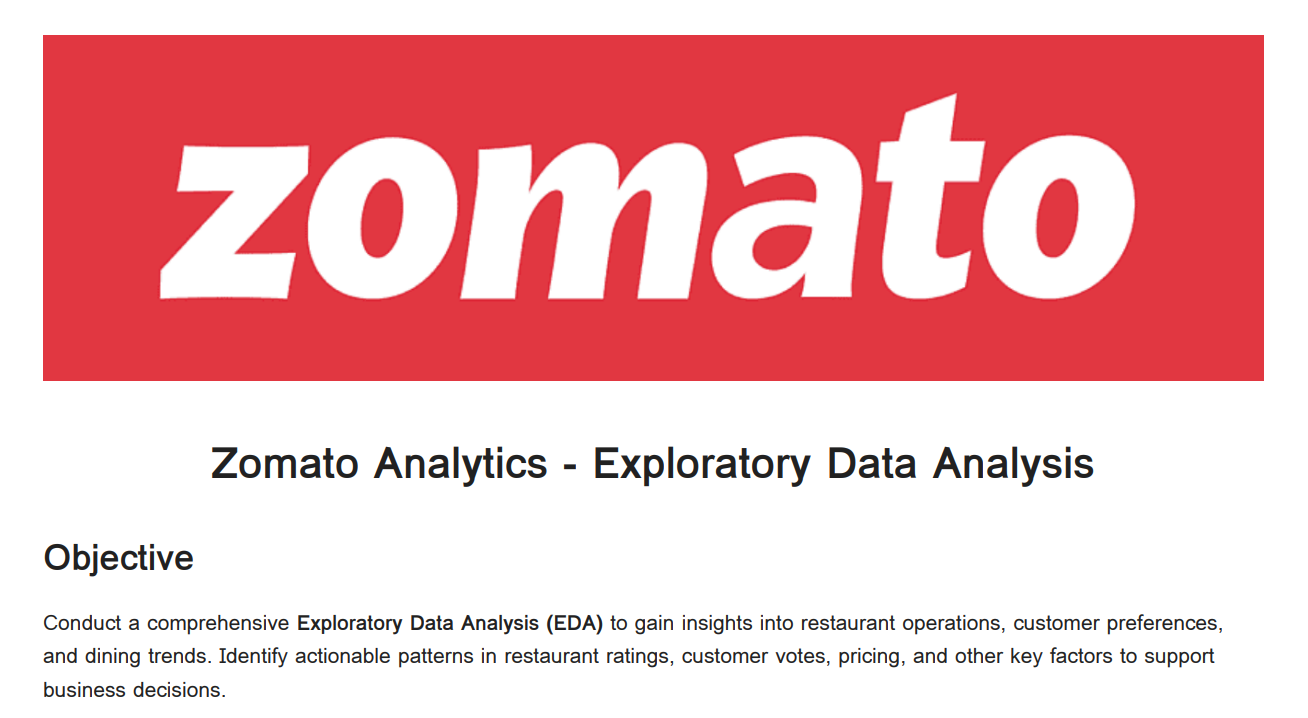 zomato
Zomato Analytics - Exploratory Data Analysis
Objective
Conduct a comprehensive Exploratory Data Analysis (EDA) to gain insights into restaurant operations, customer preferences,
and dining trends. Identify actionable patterns in restaurant ratings, customer votes, pricing, and other key factors to support
business decisions.